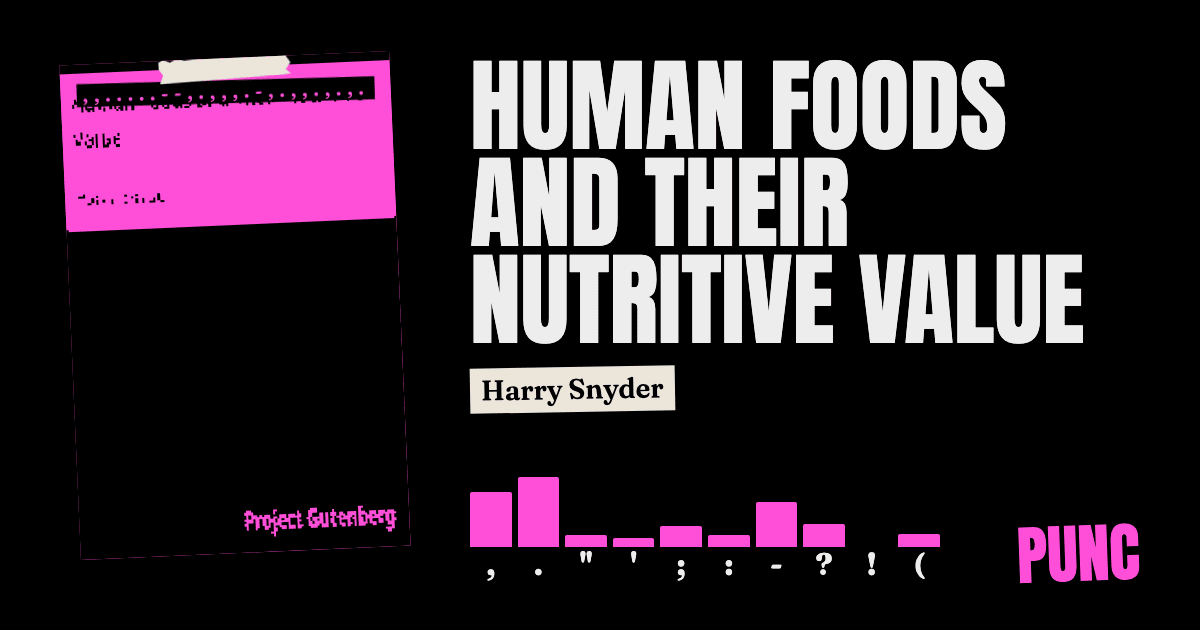 Project Gutenberg
HUMAN FOODS
AND THEIR
NUTRITIVE VALUE
Harry Snyder
, . " ' ; : - ? ! (
PUNC